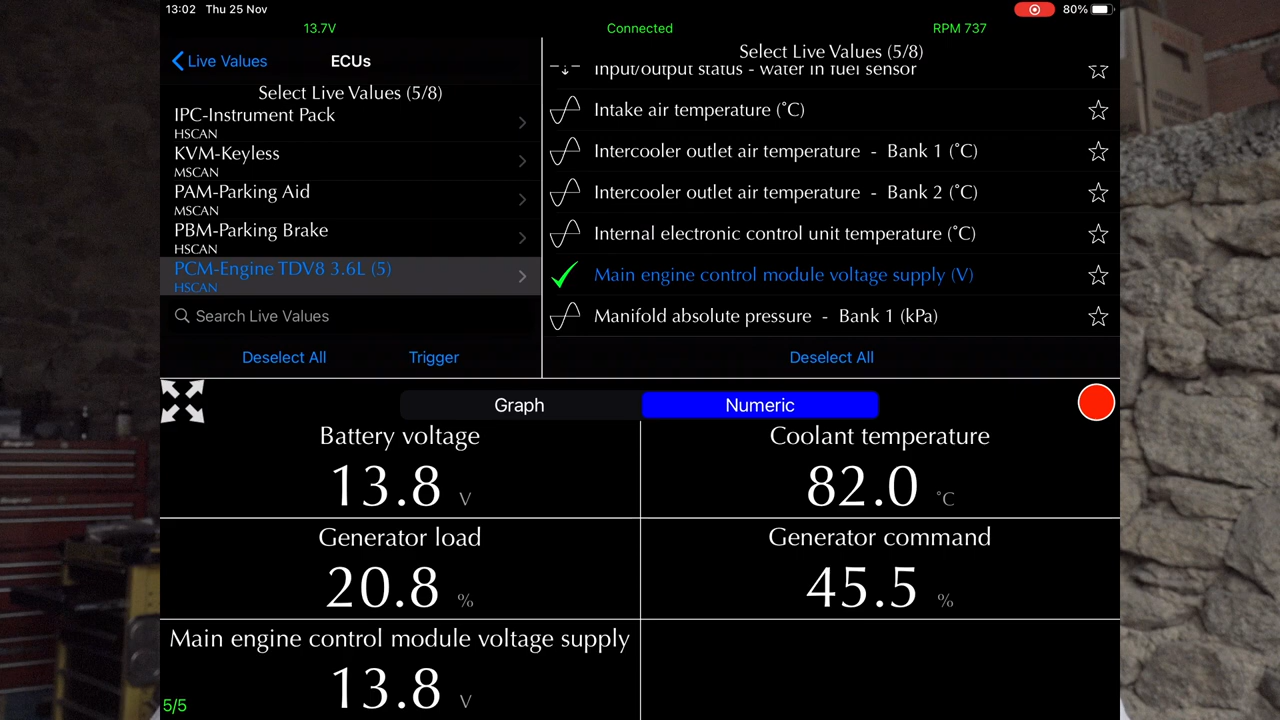 13:02 Thu 25 Nov
80%
13.7V
Connected
RPM 737
Live Values
ECUs
Select Live Values (5/8)
IPC-Instrument Pack
HSCAN
KVM-Keyless
MSCAN
PAM-Parking Aid
MSCAN
PBM-Parking Brake
HSCAN
PCM-Engine TDV8 3.6L (5)
HSCAN
Search Live Values
Deselect All
Trigger
Select Live Values (5/8)
Input/output status - water in fuel sensor
Intake air temperature (˚C)
Intercooler outlet air temperature - Bank 1 (˚C)
Intercooler outlet air temperature - Bank 2 (˚C)
Internal electronic control unit temperature (˚C)
Main engine control module voltage supply (V)
Manifold absolute pressure - Bank 1 (kPa)
Deselect All
Graph
Numeric
Battery voltage
13.8 V
Coolant temperature
82.0 ˚C
Generator load
20.8 %
Generator command
45.5 %
Main engine control module voltage supply
13.8 V
5/5